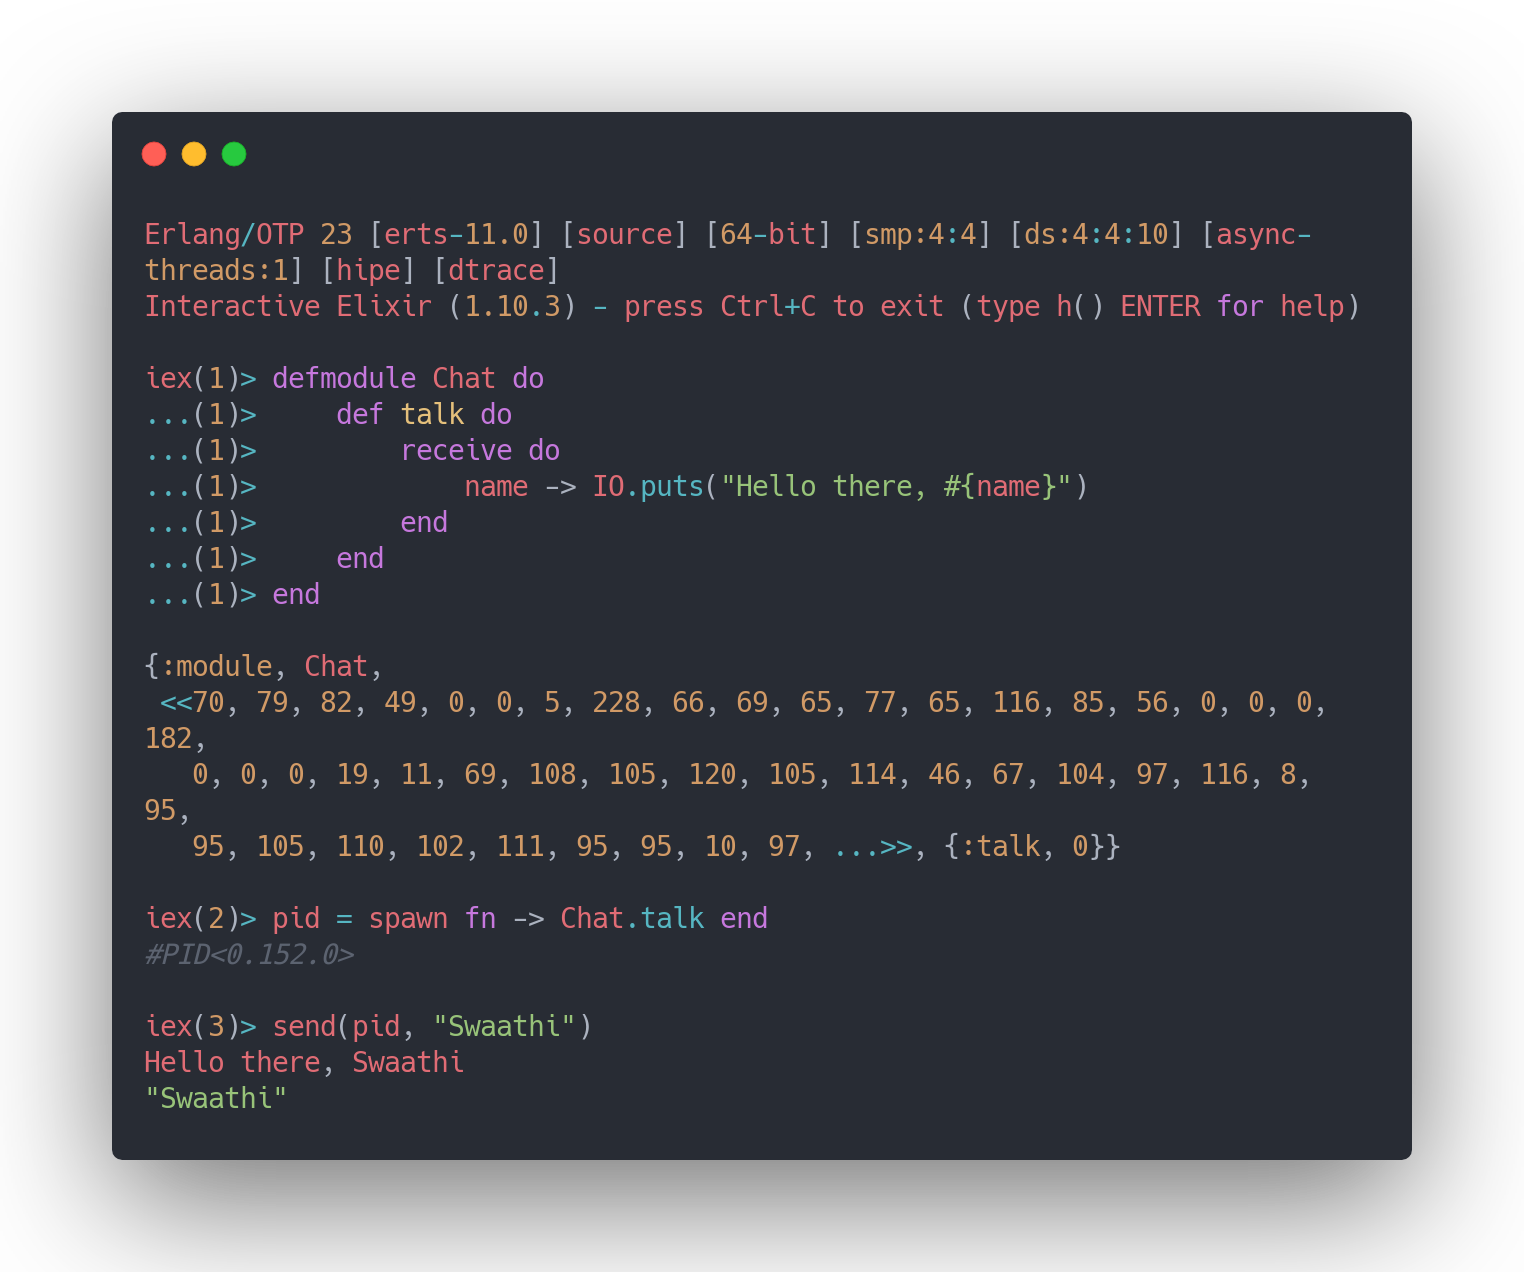 Erlang/OTP 23 [erts-11.0] [source] [64-bit] [smp:4:4] [ds:4:4:10] [async-
threads:1] [hipe] [dtrace]
Interactive Elixir (1.10.3) - press Ctrl+C to exit (type h() ENTER for help)

iex(1)> defmodule Chat do
...(1)>     def talk do
...(1)>         receive do
...(1)>             name -> IO.puts("Hello there, #{name}")
...(1)>         end
...(1)>     end
...(1)> end

{:module, Chat,
 <<70, 79, 82, 49, 0, 0, 5, 228, 66, 69, 65, 77, 65, 116, 85, 56, 0, 0, 0,
182,
   0, 0, 0, 19, 11, 69, 108, 105, 120, 105, 114, 46, 67, 104, 97, 116, 8,
95,
   95, 105, 110, 102, 111, 95, 95, 10, 97, ...>>, {:talk, 0}}

iex(2)> pid = spawn fn -> Chat.talk end
#PID<0.152.0>

iex(3)> send(pid, "Swaathi")
Hello there, Swaathi
"Swaathi"